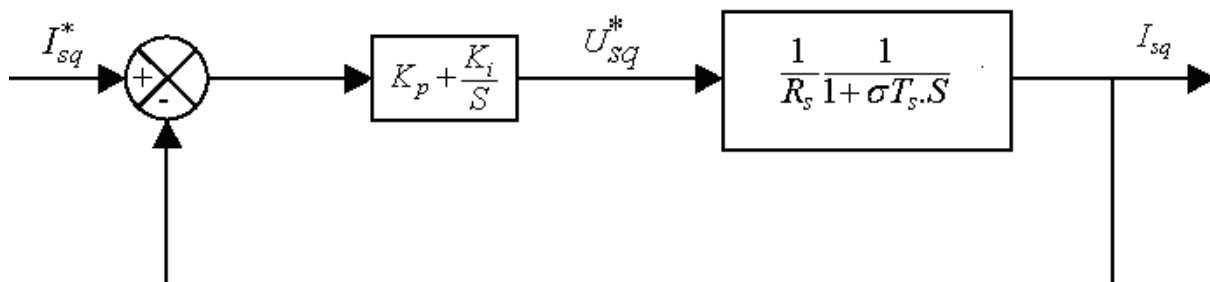 I*sq
+
-
Kp + Ki/S
U*sq
1/Rs 1/(1 + σTs.S)
Isq